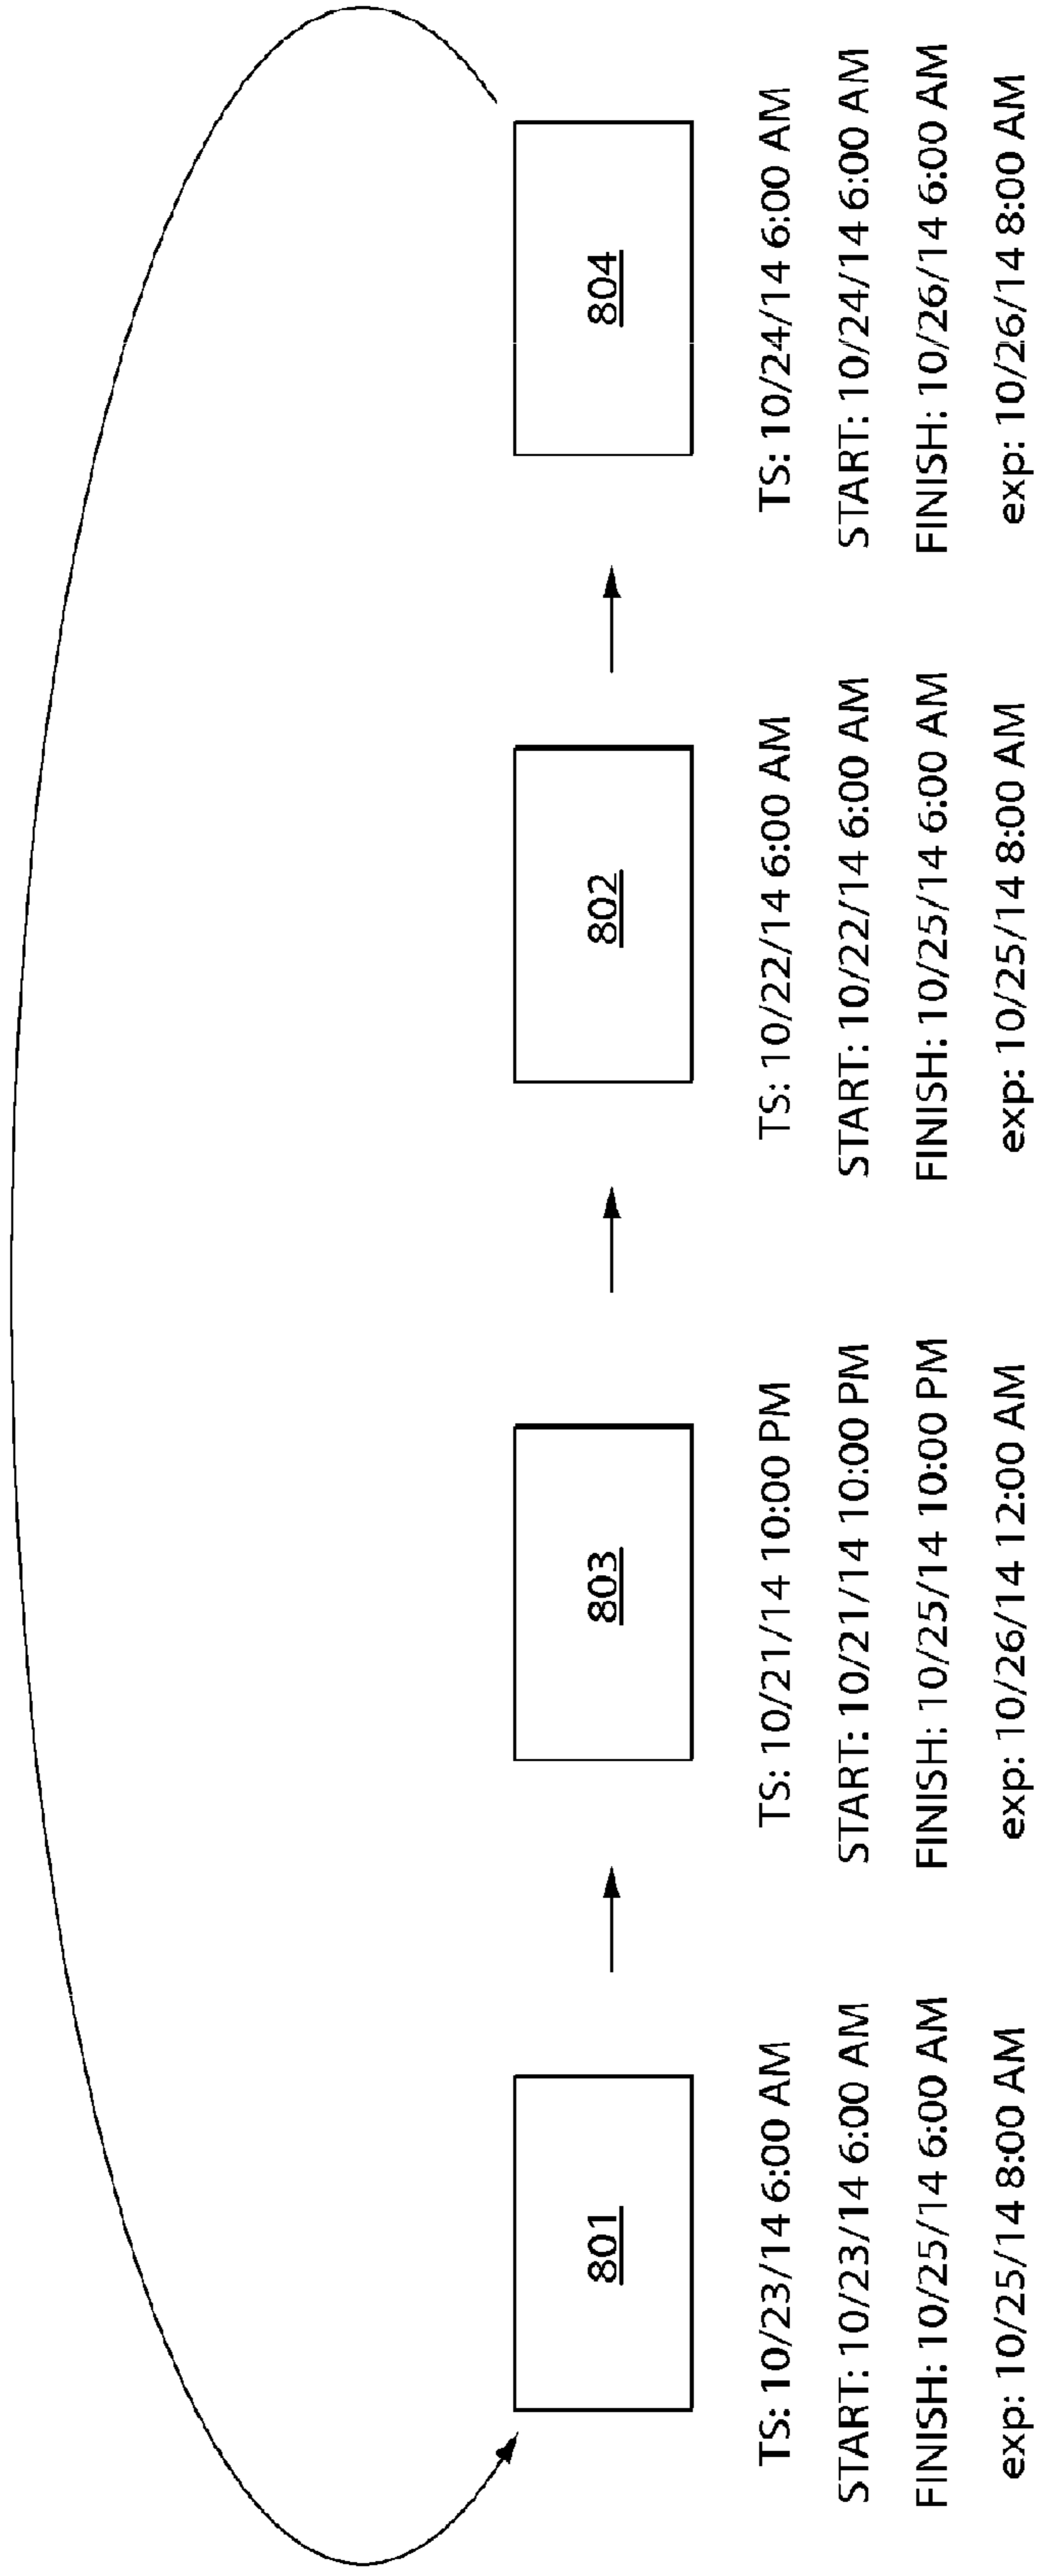 801
TS: 10/23/14 6:00 AM
START: 10/23/14 6:00 AM
FINISH: 10/25/14 6:00 AM
exp: 10/25/14 8:00 AM
803
TS: 10/21/14 10:00 PM
START: 10/21/14 10:00 PM
FINISH: 10/25/14 10:00 PM
exp: 10/26/14 12:00 AM
802
TS: 10/22/14 6:00 AM
START: 10/22/14 6:00 AM
FINISH: 10/25/14 6:00 AM
exp: 10/25/14 8:00 AM
804
TS: 10/24/14 6:00 AM
START: 10/24/14 6:00 AM
FINISH: 10/26/14 6:00 AM
exp: 10/26/14 8:00 AM